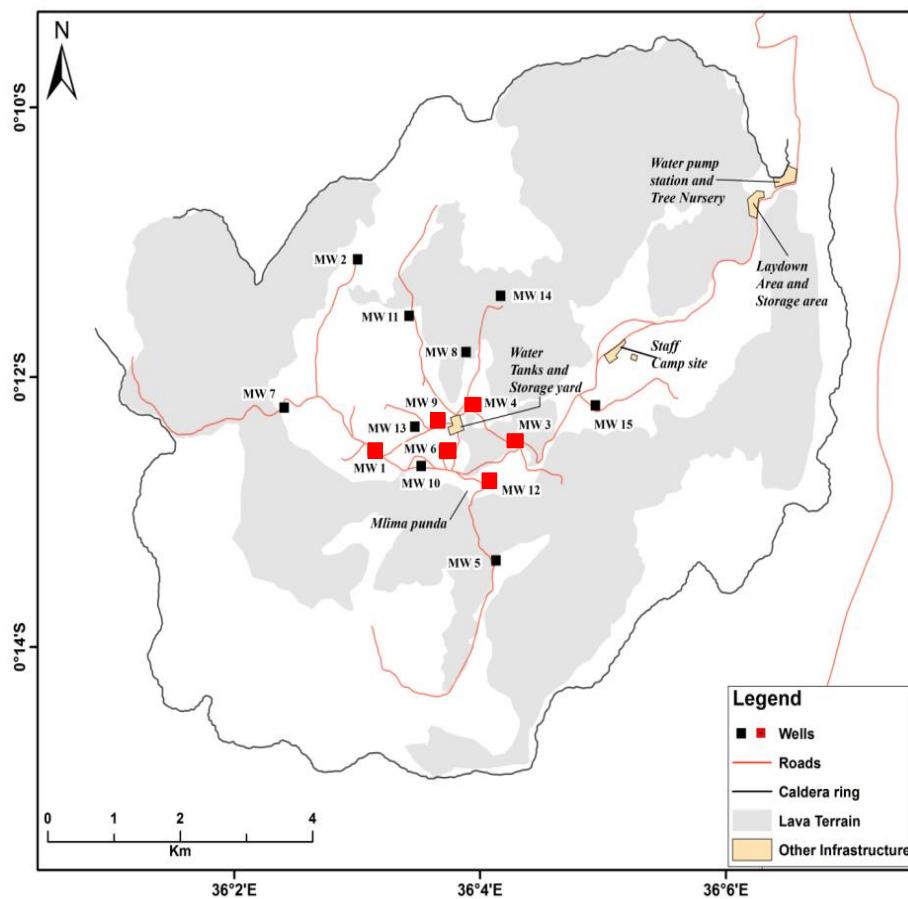 N
0°10'S
0°12'S
0°14'S
Water pump
station and
Tree Nursery
Laydown
Area and
Storage area
MW 2
MW 14
MW 11
MW 8
Water
Tanks and
Storage yard
Staff
Camp site
MW 7
MW 9
MW 4
MW 15
MW 13
MW 3
MW 6
MW 1
MW 10
MW 12
Mlima punda
MW 5
Legend
Wells
Roads
Caldera ring
Lava Terrain
Other Infrastructure
0 1 2 4
Km
36°2'E
36°4'E
36°6'E